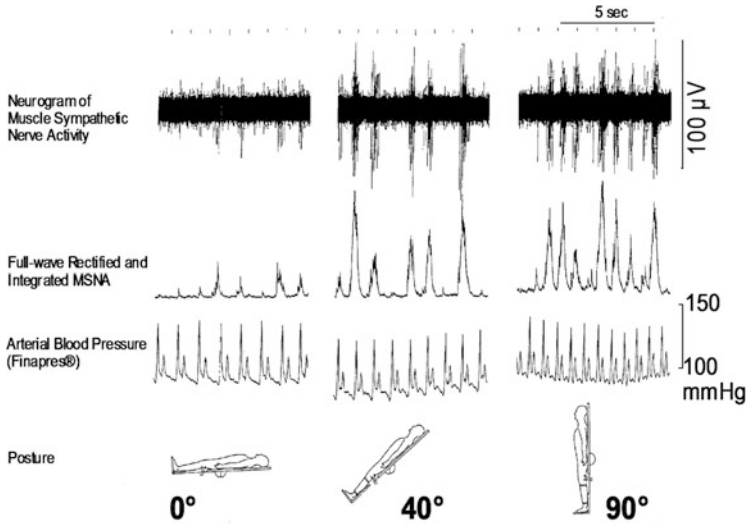 5 sec
Neurogram of
Muscle Sympathetic
Nerve Activity
100 µV
Full-wave Rectified and
Integrated MSNA
150
Arterial Blood Pressure
(Finapres®)
100
mmHg
Posture
0°
40°
90°